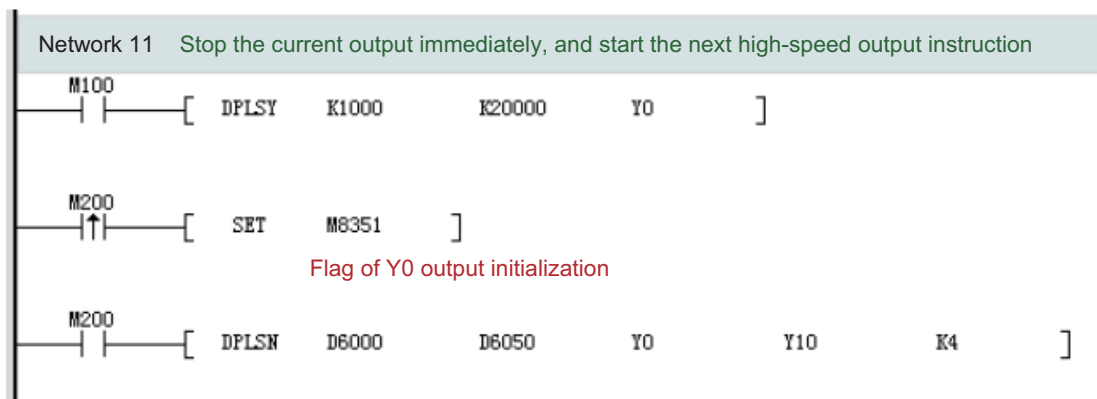 Network 11 Stop the current output immediately, and start the next high-speed output instruction
M100
[ DPLSY K1000 K20000 Y0 ]
M200
[ SET M8351 ]
Flag of Y0 output initialization
M200
[ DPLSN D6000 D6050 Y0 Y10 K4 ]